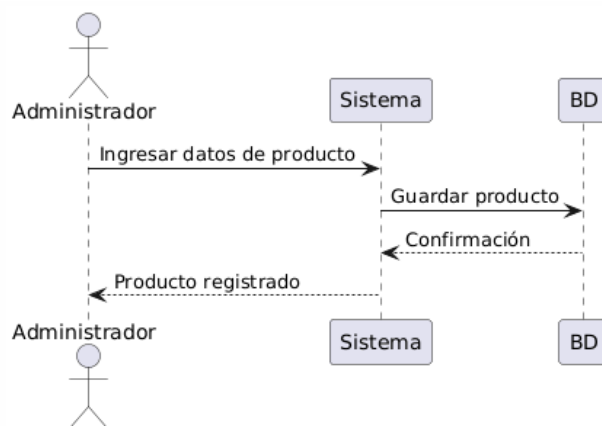 Administrador
Sistema
BD
Ingresar datos de producto
Guardar producto
Confirmación
Producto registrado
Administrador
Sistema
BD